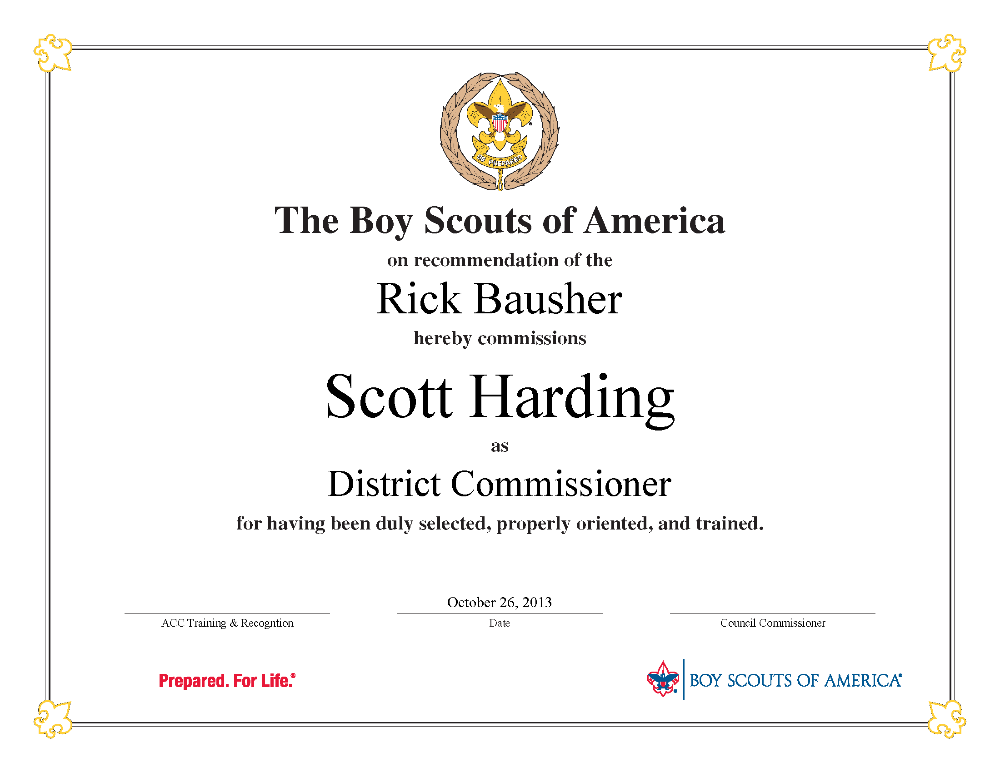 BE PREPARED
The Boy Scouts of America
on recommendation of the
Rick Bausher
hereby commissions
Scott Harding
as
District Commissioner
for having been duly selected, properly oriented, and trained.
October 26, 2013
ACC Training & Recogntion
Date
Council Commissioner
Prepared. For Life.®
BOY SCOUTS OF AMERICA®